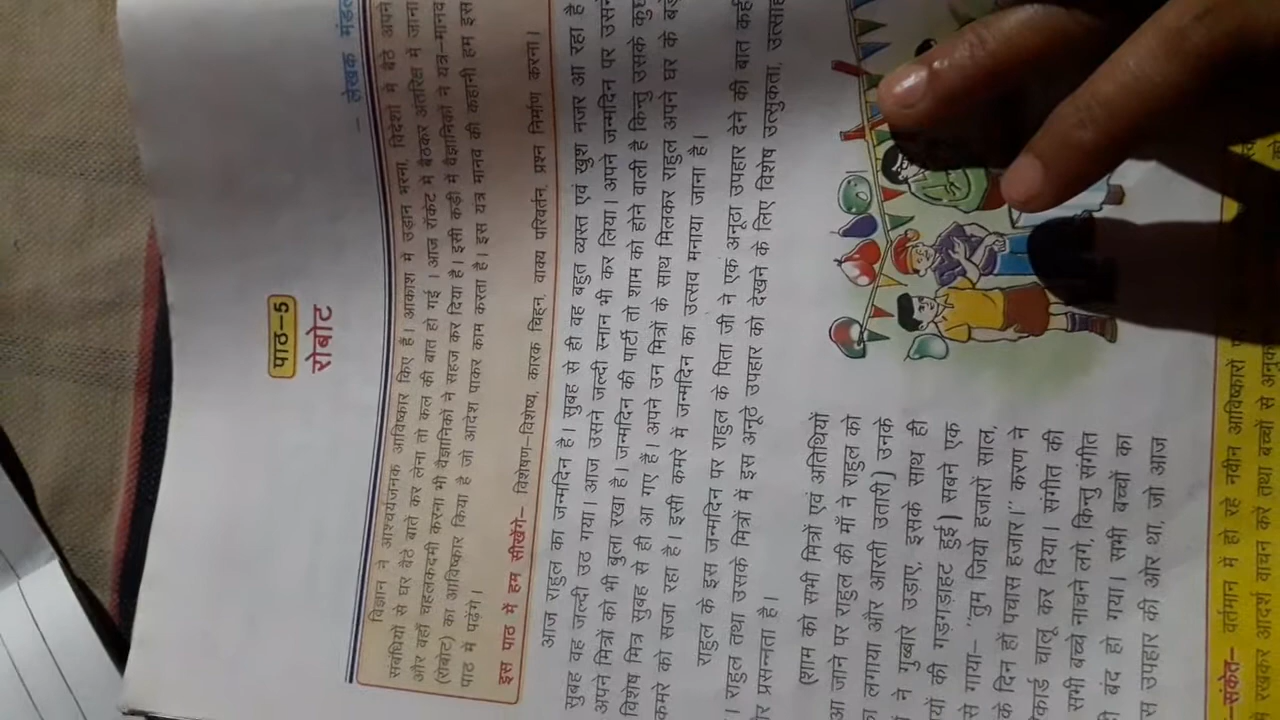 पाठ–5
रोबोट
– लेखक मंडल
विज्ञान ने आश्चर्यजनक आविष्कार किए हैं। आकाश में उड़ान भरना, विदेशों में बैठे अपने
संबंधियों से घर बैठे बातें कर लेना तो कल की बात हो गई । आज राकेट में बैठकर अंतरिक्ष में जाना
और वहाँ चहलकदमी करना भी वैज्ञानिकों ने सहज कर दिया है। इसी कड़ी में वैज्ञानिकों ने यंत्र–मानव
(रोबोट) का आविष्कार किया है जो आदेश पाकर काम करता है। इस यंत्र मानव की कहानी हम इस
पाठ में पढ़ेंगे।
इस पाठ में हम सीखेंगे– विशेषण–विशेष्य, कारक चिह्न, वाक्य परिवर्तन, प्रश्न निर्माण करना।
आज राहुल का जन्मदिन है। सुबह से ही वह बहुत व्यस्त एवं खुश नजर आ रहा है
सुबह वह जल्दी उठ गया। आज उसने जल्दी स्नान भी कर लिया। अपने जन्मदिन पर उसने
अपने मित्रों को भी बुला रखा है। जन्मदिन की पार्टी तो शाम को होने वाली है किन्तु उसके कुछ
विशेष मित्र सुबह से ही आ गए हैं। अपने उन मित्रों के साथ मिलकर राहुल अपने घर के बड़े
कमरे को सजा रहा है। इसी कमरे में जन्मदिन का उत्सव मनाया जाना है।
राहुल के इस जन्मदिन पर राहुल के पिता जी ने एक अनूठा उपहार देने की बात कही
। राहुल तथा उसके मित्रों में इस अनूठे उपहार को देखने के लिए विशेष उत्सुकता, उत्साह
र प्रसन्नता है।
(शाम को सभी मित्रों एवं अतिथियों
आ जाने पर राहुल की माँ ने राहुल को
लगाया और आरती उतारी) उनके
ने गुब्बारे उड़ाए, इसके साथ ही
यों की गड़गड़ाहट हुई। सबने एक
से गाया– "तुम जियो हजारों साल,
के दिन हों पचास हजार।" करण ने
कार्ड चालू कर दिया। संगीत की
सभी बच्चे नाचने लगे, किन्तु संगीत
बंद हो गया। सभी बच्चों का
स उपहार की ओर था, जो आज
–संकेत– वर्तमान में हो रहे नवीन आविष्कारों
रखकर आदर्श वाचन करें तथा बच्चों से अनुकर